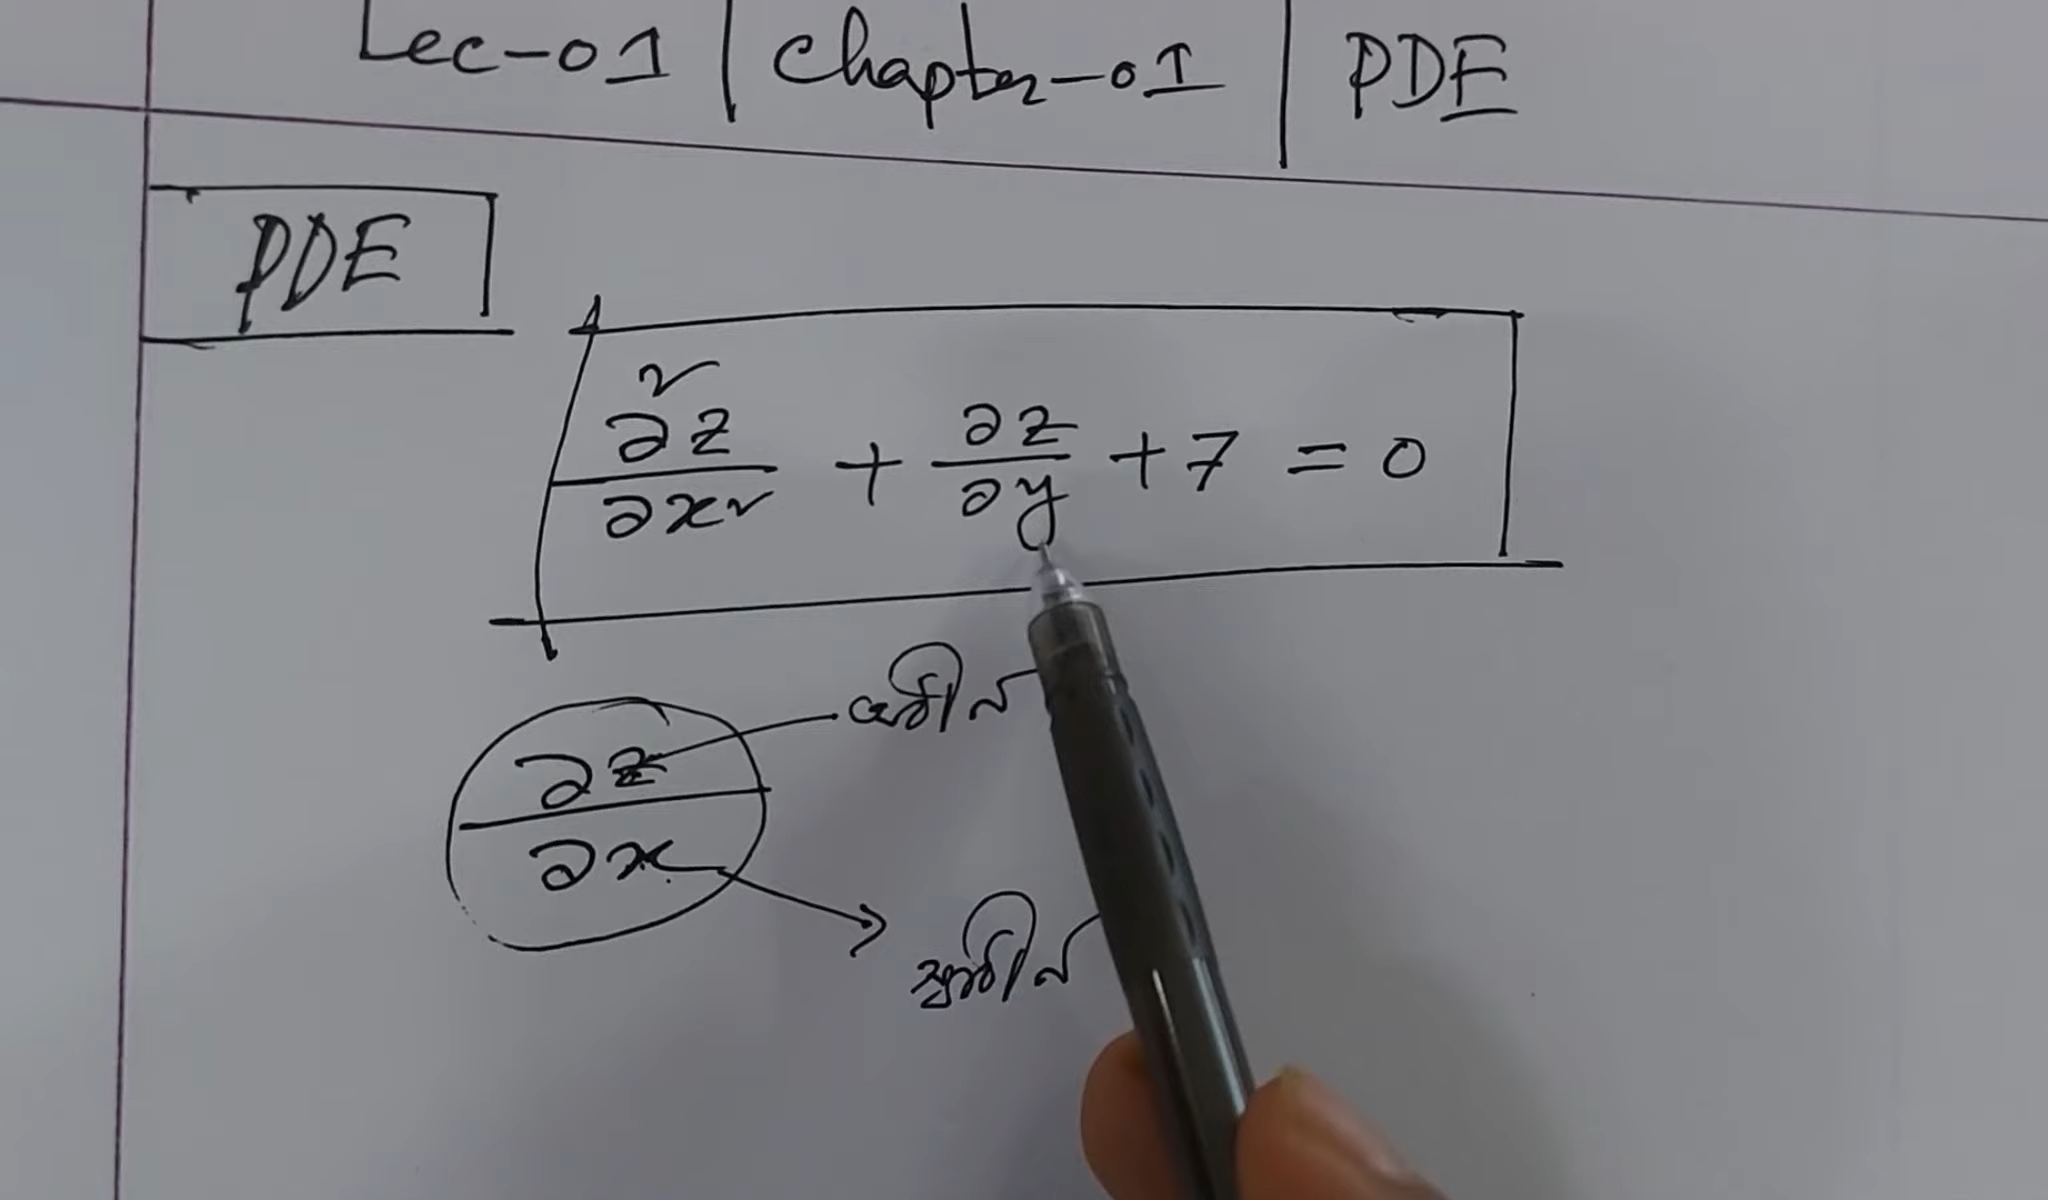 Lec-01 | Chapter-01 | PDE
PDE
∂²z/∂x² + ∂z/∂y + 7 = 0
∂z/∂x
অধীন
স্বাধীন